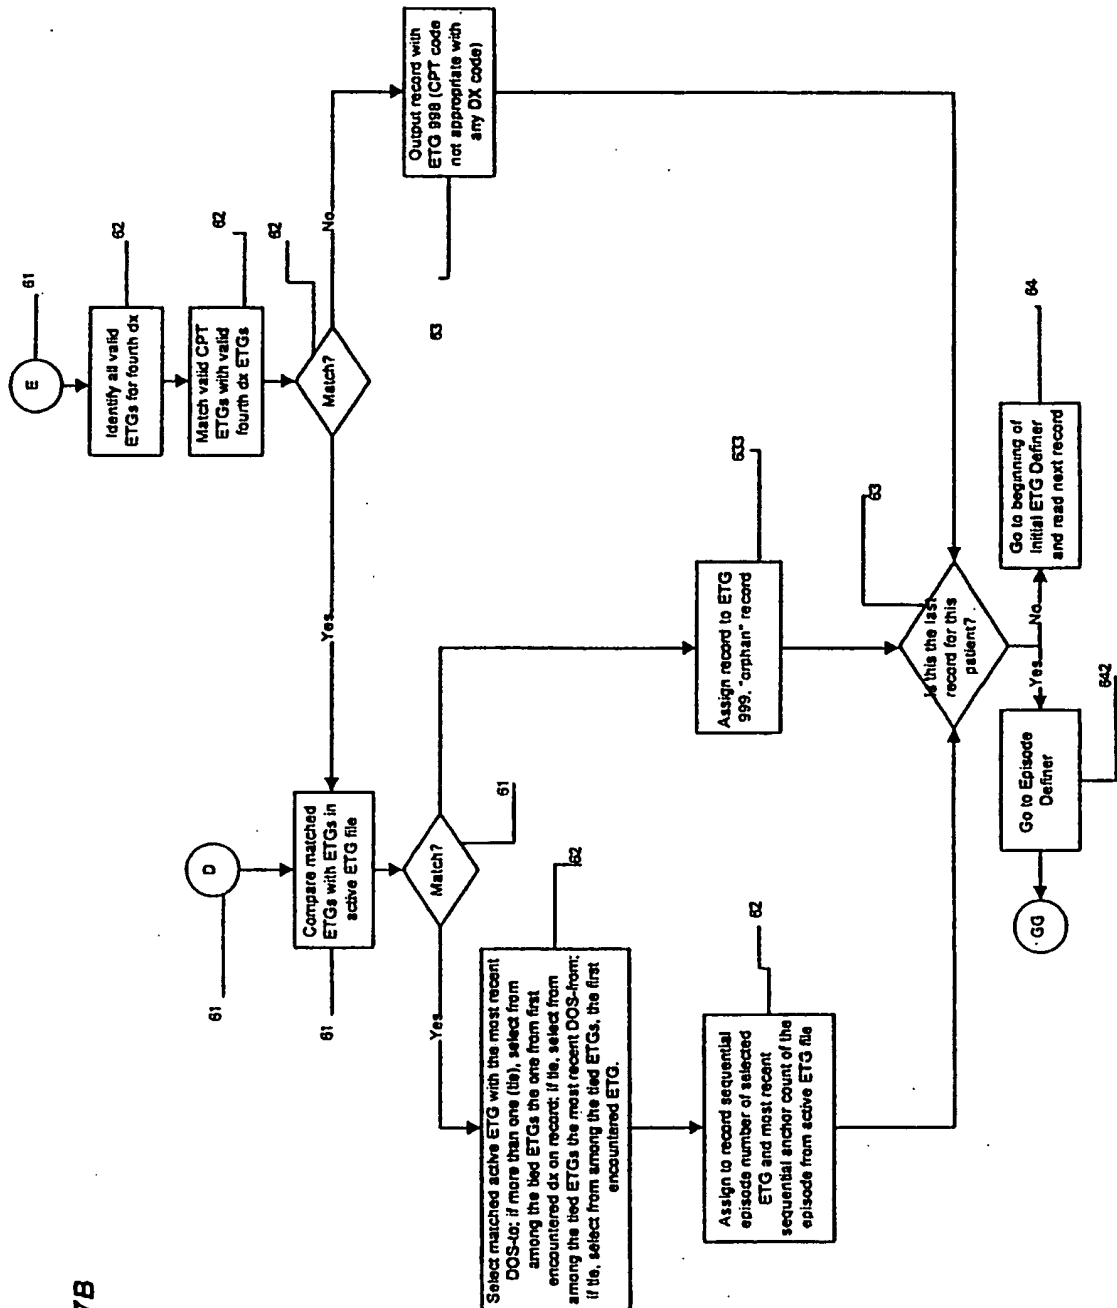 7B
E
61
Identify all valid
ETGs for fourth dx
62
Match valid CPT
ETGs with valid
fourth dx ETGs
62
62
Match?
No
Yes
Output record with
ETG 998 (CPT code
not appropriate with
any DX code)
63
D
61
Compare matched
ETGs with ETGs in
active ETG file
61
Match?
61
Yes
Select matched active ETG with the most recent
DOS-to; if more than one (tie), select from
among the tied ETGs the one from first
encountered dx on record; if tie, select from
among the tied ETGs the most recent DOS-from;
if tie, select from among the tied ETGs, the first
encountered ETG.
62
Assign to record sequential
episode number of selected
ETG and most recent
sequential anchor count of the
episode from active ETG file
62
Assign record to ETG
999, "orphan" record
633
Is this the last
record for this
patient?
63
No
Yes
Go to beginning of
Initial ETG Definer
and read next record
64
Go to Episode
Definer
642
GG